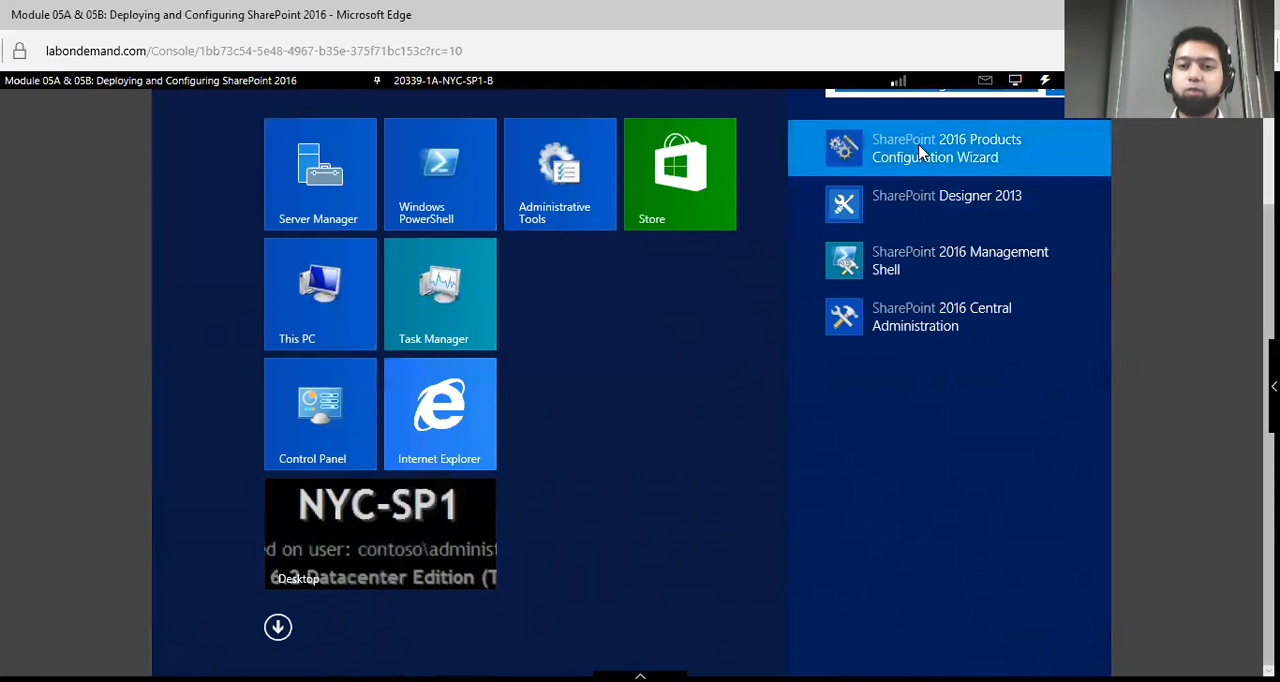 Module 05A & 05B: Deploying and Configuring SharePoint 2016 - Microsoft Edge
labondemand.com/Console/1bb73c54-5e48-4967-b35e-375f71bc153c?rc=10
Module 05A & 05B: Deploying and Configuring SharePoint 2016
20339-1A-NYC-SP1-B
Server Manager
Windows
PowerShell
Administrative
Tools
Store
This PC
Task Manager
Control Panel
Internet Explorer
NYC-SP1
d on user: contoso\administ
Desktop
Datacenter Edition (T
SharePoint 2016 Products
Configuration Wizard
SharePoint Designer 2013
SharePoint 2016 Management
Shell
SharePoint 2016 Central
Administration